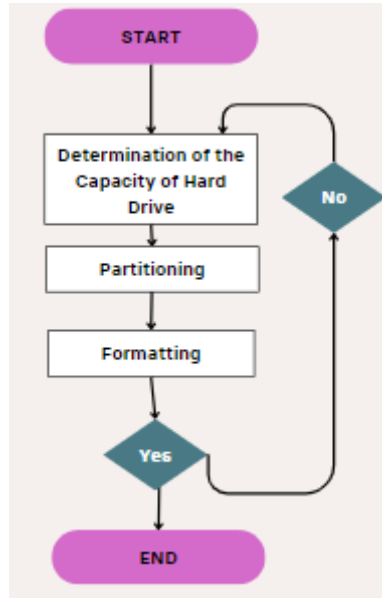 START
Determination of the
Capacity of Hard
Drive
No
Partitioning
Formatting
Yes
END